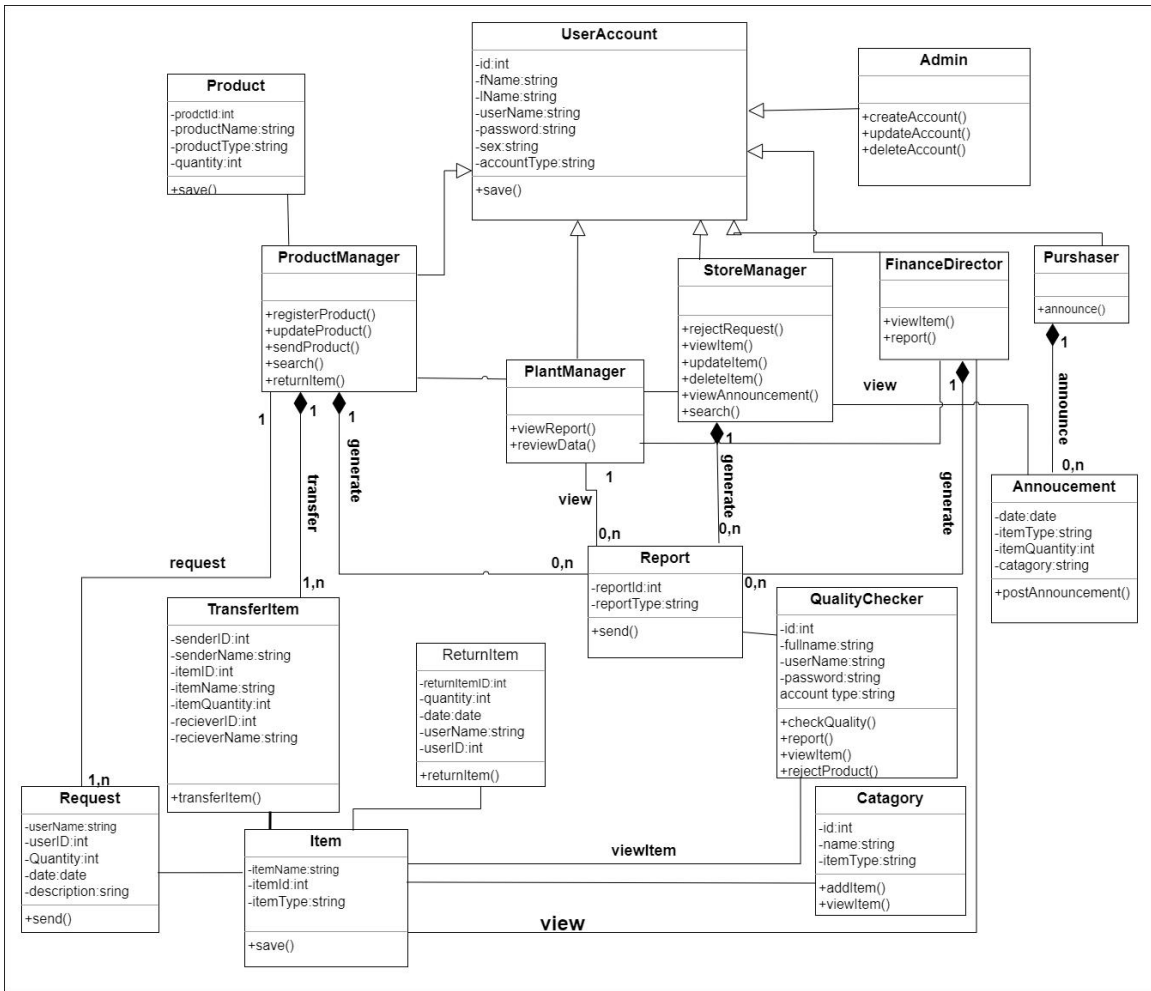 UserAccount
-id:int
-fName:string
-lName:string
-userName:string
-password:string
-sex:string
-accountType:string
+save()
Admin
+createAccount()
+updateAccount()
+deleteAccount()
Product
-prodctId:int
-productName:string
-productType:string
-quantity:int
+save()
ProductManager
+registerProduct()
+updateProduct()
+sendProduct()
+search()
+returnItem()
StoreManager
+rejectRequest()
+viewItem()
+updateItem()
+deleteItem()
+viewAnnouncement()
+search()
FinanceDirector
+viewItem()
+report()
Purshaser
+announce()
PlantManager
+viewReport()
+reviewData()
view
1
1
1
1
1
1
1
announce
generate
transfer
generate
generate
view
0,n
0,n
0,n
0,n
0,n
request
1,n
Annoucement
-date:date
-itemType:string
-itemQuantity:int
-catagory:string
+postAnnouncement()
Report
-reportId:int
-reportType:string
+send()
QualityChecker
-id:int
-fullname:string
-userName:string
-password:string
account type:string
+checkQuality()
+report()
+viewItem()
+rejectProduct()
TransferItem
-senderID:int
-senderName:string
-itemID:int
-itemName:string
-itemQuantity:int
-recieverID:int
-recieverName:string
+transferItem()
ReturnItem
-returnItemID:int
-quantity:int
-date:date
-userName:string
-userID:int
+returnItem()
1,n
Request
-userName:string
-userID:int
-Quantity:int
-date:date
-description:sring
+send()
Item
-itemName:string
-itemId:int
-itemType:string
+save()
viewItem
Catagory
-id:int
-name:string
-itemType:string
+addItem()
+viewItem()
view